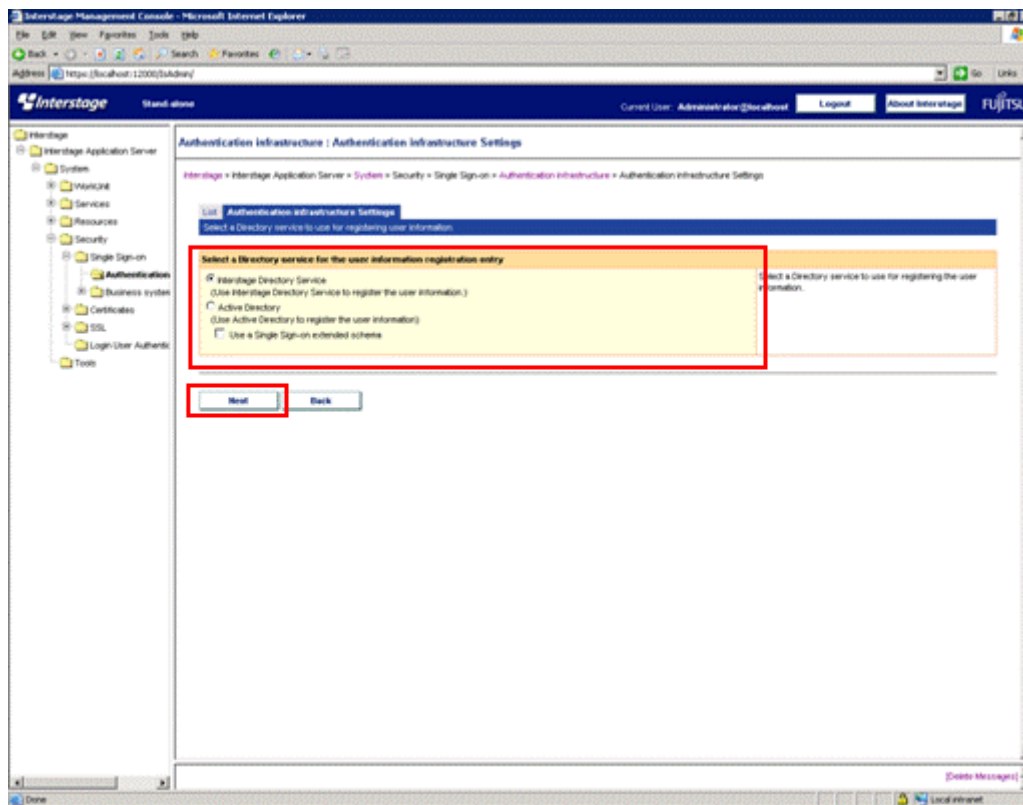 Interstage Management Console - Microsoft Internet Explorer
File Edit View Favorites Tools Help
Back Search Favorites
Address https://localhost:12000/IsAdmin/ Go Links
Interstage Stand-alone Current User: Administrator@localhost Logout About Interstage FUJITSU
Interstage
Interstage Application Server
System
WorkUnit
Services
Resources
Security
Single Sign-on
Authentication
Business system
Certificates
SSL
Login User Authentic
Tools
Authentication infrastructure : Authentication infrastructure Settings
Interstage > Interstage Application Server > System > Security > Single Sign-on > Authentication infrastructure > Authentication infrastructure Settings
List Authentication infrastructure Settings
Select a Directory service to use for registering user information.
Select a Directory service for the user information registration entry
Interstage Directory Service
(Use Interstage Directory Service to register the user information.)
Active Directory
(Use Active Directory to register the user information)
Use a Single Sign-on extended schema
Select a Directory service to use for registering the user
information.
Next Back
[Delete Messages]
Done Local intranet